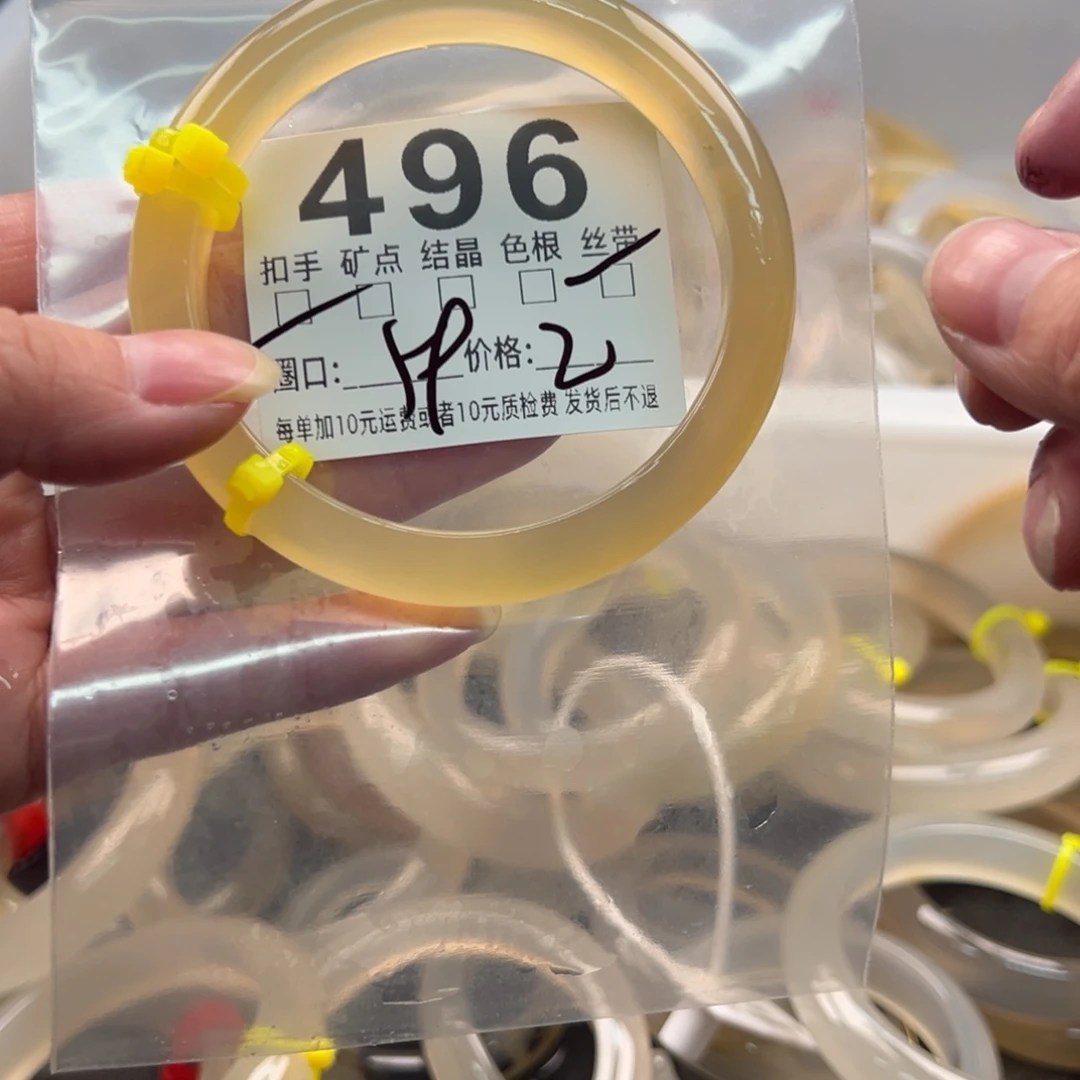 496
扣手 矿点 结晶 色根 丝带
圈口: 价格:2
每单加10元运费或者10元质检费 发货后不退